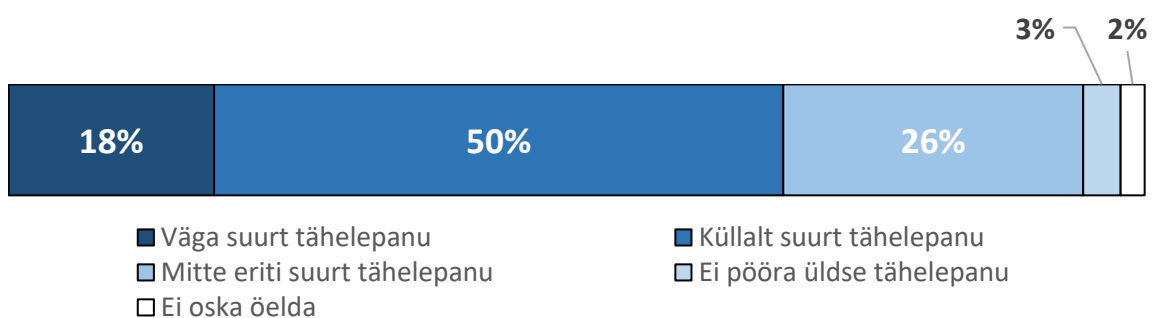 3% 2%
18% 50% 26%
Väga suurt tähelepanu Küllalt suurt tähelepanu
Mitte eriti suurt tähelepanu Ei pööra üldse tähelepanu
Ei oska öelda